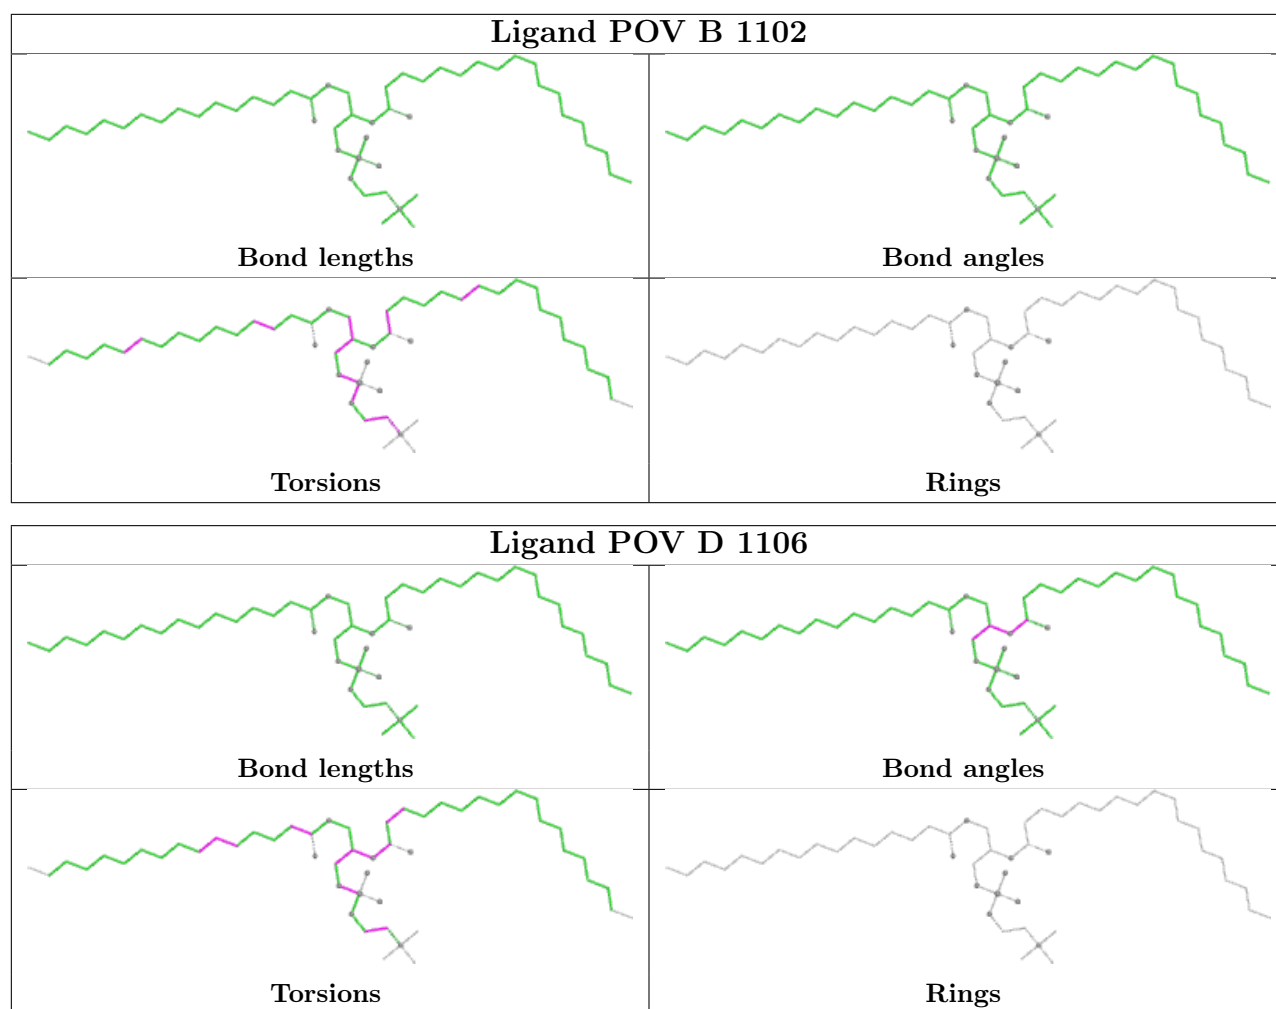 Ligand POV B 1102
Bond lengths
Bond angles
Torsions
Rings
Ligand POV D 1106
Bond lengths
Bond angles
Torsions
Rings